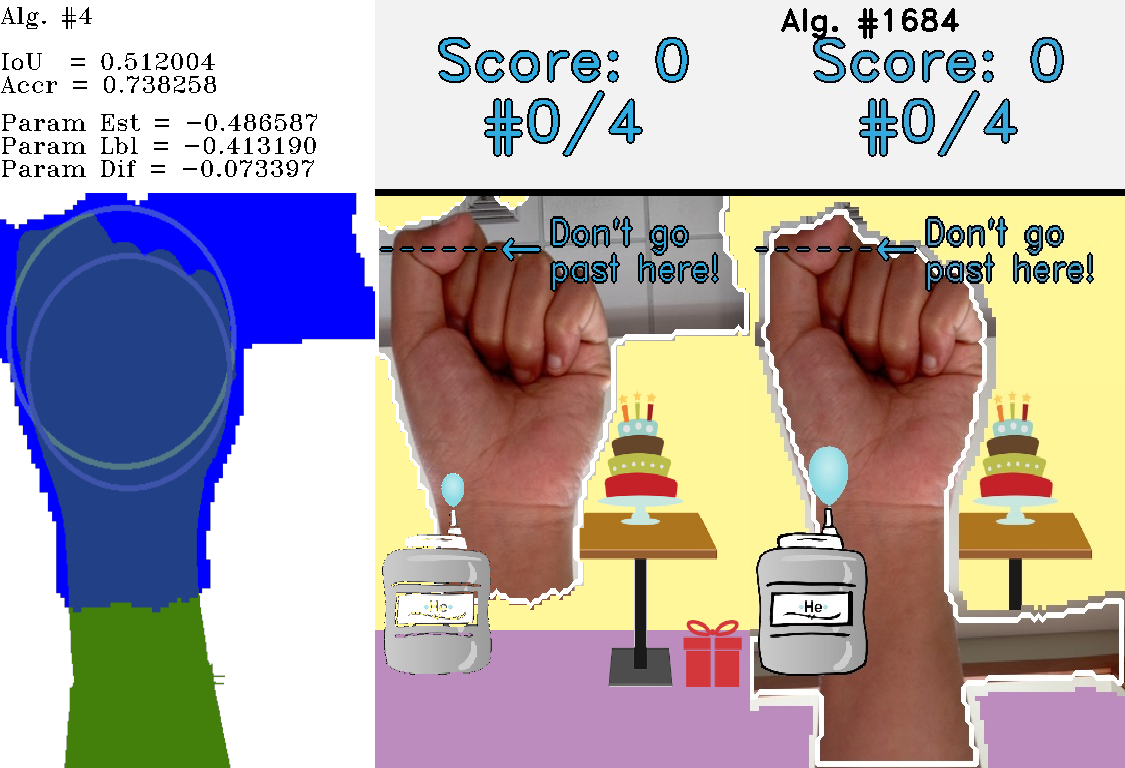 Alg. #4
IoU = 0.512004
Accr = 0.738258
Param Est = -0.486587
Param Lbl = -0.413190
Param Dif = -0.073397
Score: 0
#0/4
Don't go
past here!
He
Alg. #1684
Score: 0
#0/4
Don't go
past here!
He